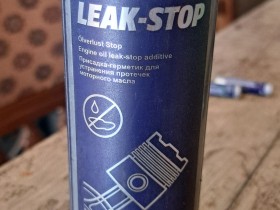 LEAK-STOP
Ölverlust-Stop
Engine oil leak-stop additive
Присадка-герметик для
устранения протечек
моторного масла